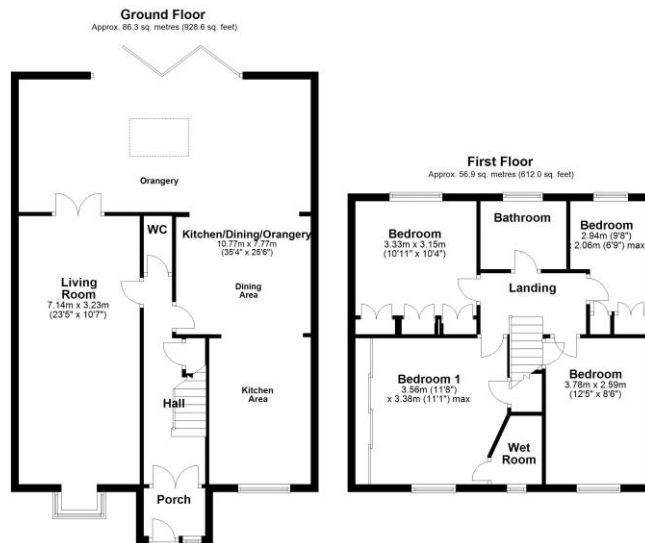 Ground Floor
Approx. 86.3 sq. metres (928.6 sq. feet)
Orangery
WC
Kitchen/Dining/Orangery
10.77m x 7.77m
(35'4" x 25'6")
Living
Room
7.14m x 3.23m
(23'5" x 10'7")
Dining
Area
Hall
Kitchen
Area
Porch
First Floor
Approx. 56.9 sq. metres (612.0 sq. feet)
Bedroom
3.33m x 3.15m
(10'11" x 10'4")
Bathroom
Bedroom
2.94m (9'8")
x 2.06m (6'9") max
Landing
Bedroom 1
3.56m (11'8")
x 3.38m (11'1") max
Bedroom
3.78m x 2.59m
(12'5" x 8'6")
Wet
Room